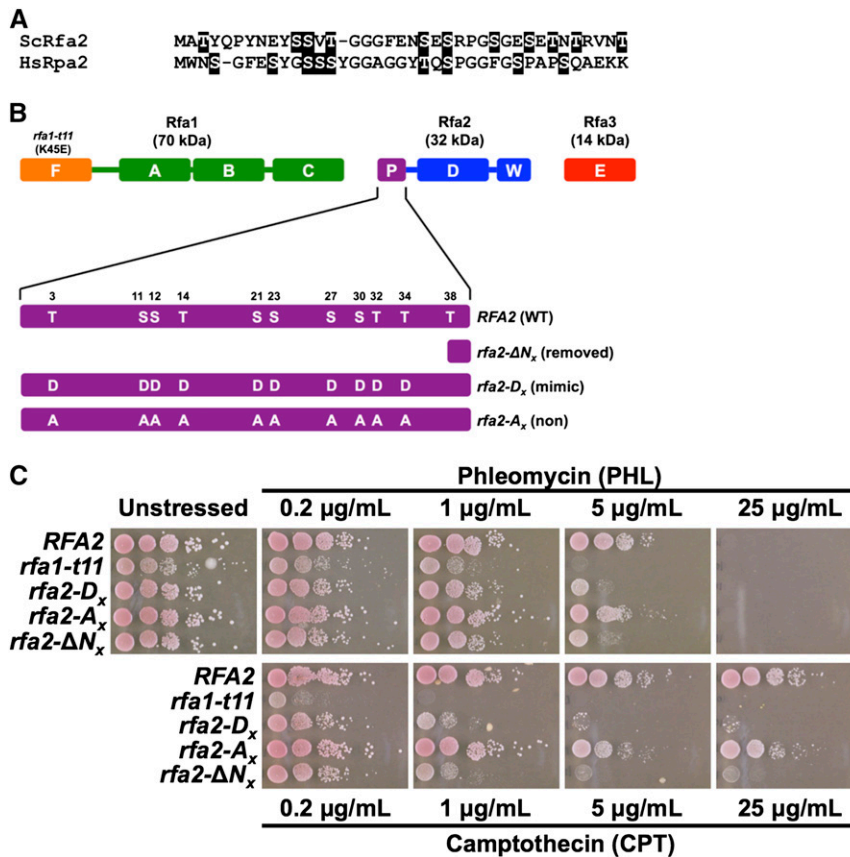 A
ScRfa2 MATYQPYNEYSSVT-GGGFENSESRPGSGESETNTRVNT
HsRpa2 MWNS-GFESYGSSSYGGAGGYTQSPGGFGSPAPSQAEKK
B
rfa1-t11
(K45E)
Rfa1
(70 kDa)
Rfa2
(32 kDa)
Rfa3
(14 kDa)
F A B C P D W E
3 11 12 14 21 23 27 30 32 34 38
T S S T S S S S T T T RFA2 (WT)
rfa2-ΔNx (removed)
D D D D D D D D D D rfa2-Dx (mimic)
A A A A A A A A A A rfa2-Ax (non)
C
Phleomycin (PHL)
Unstressed 0.2 µg/mL 1 µg/mL 5 µg/mL 25 µg/mL
RFA2
rfa1-t11
rfa2-Dx
rfa2-Ax
rfa2-ΔNx
RFA2
rfa1-t11
rfa2-Dx
rfa2-Ax
rfa2-ΔNx
0.2 µg/mL 1 µg/mL 5 µg/mL 25 µg/mL
Camptothecin (CPT)